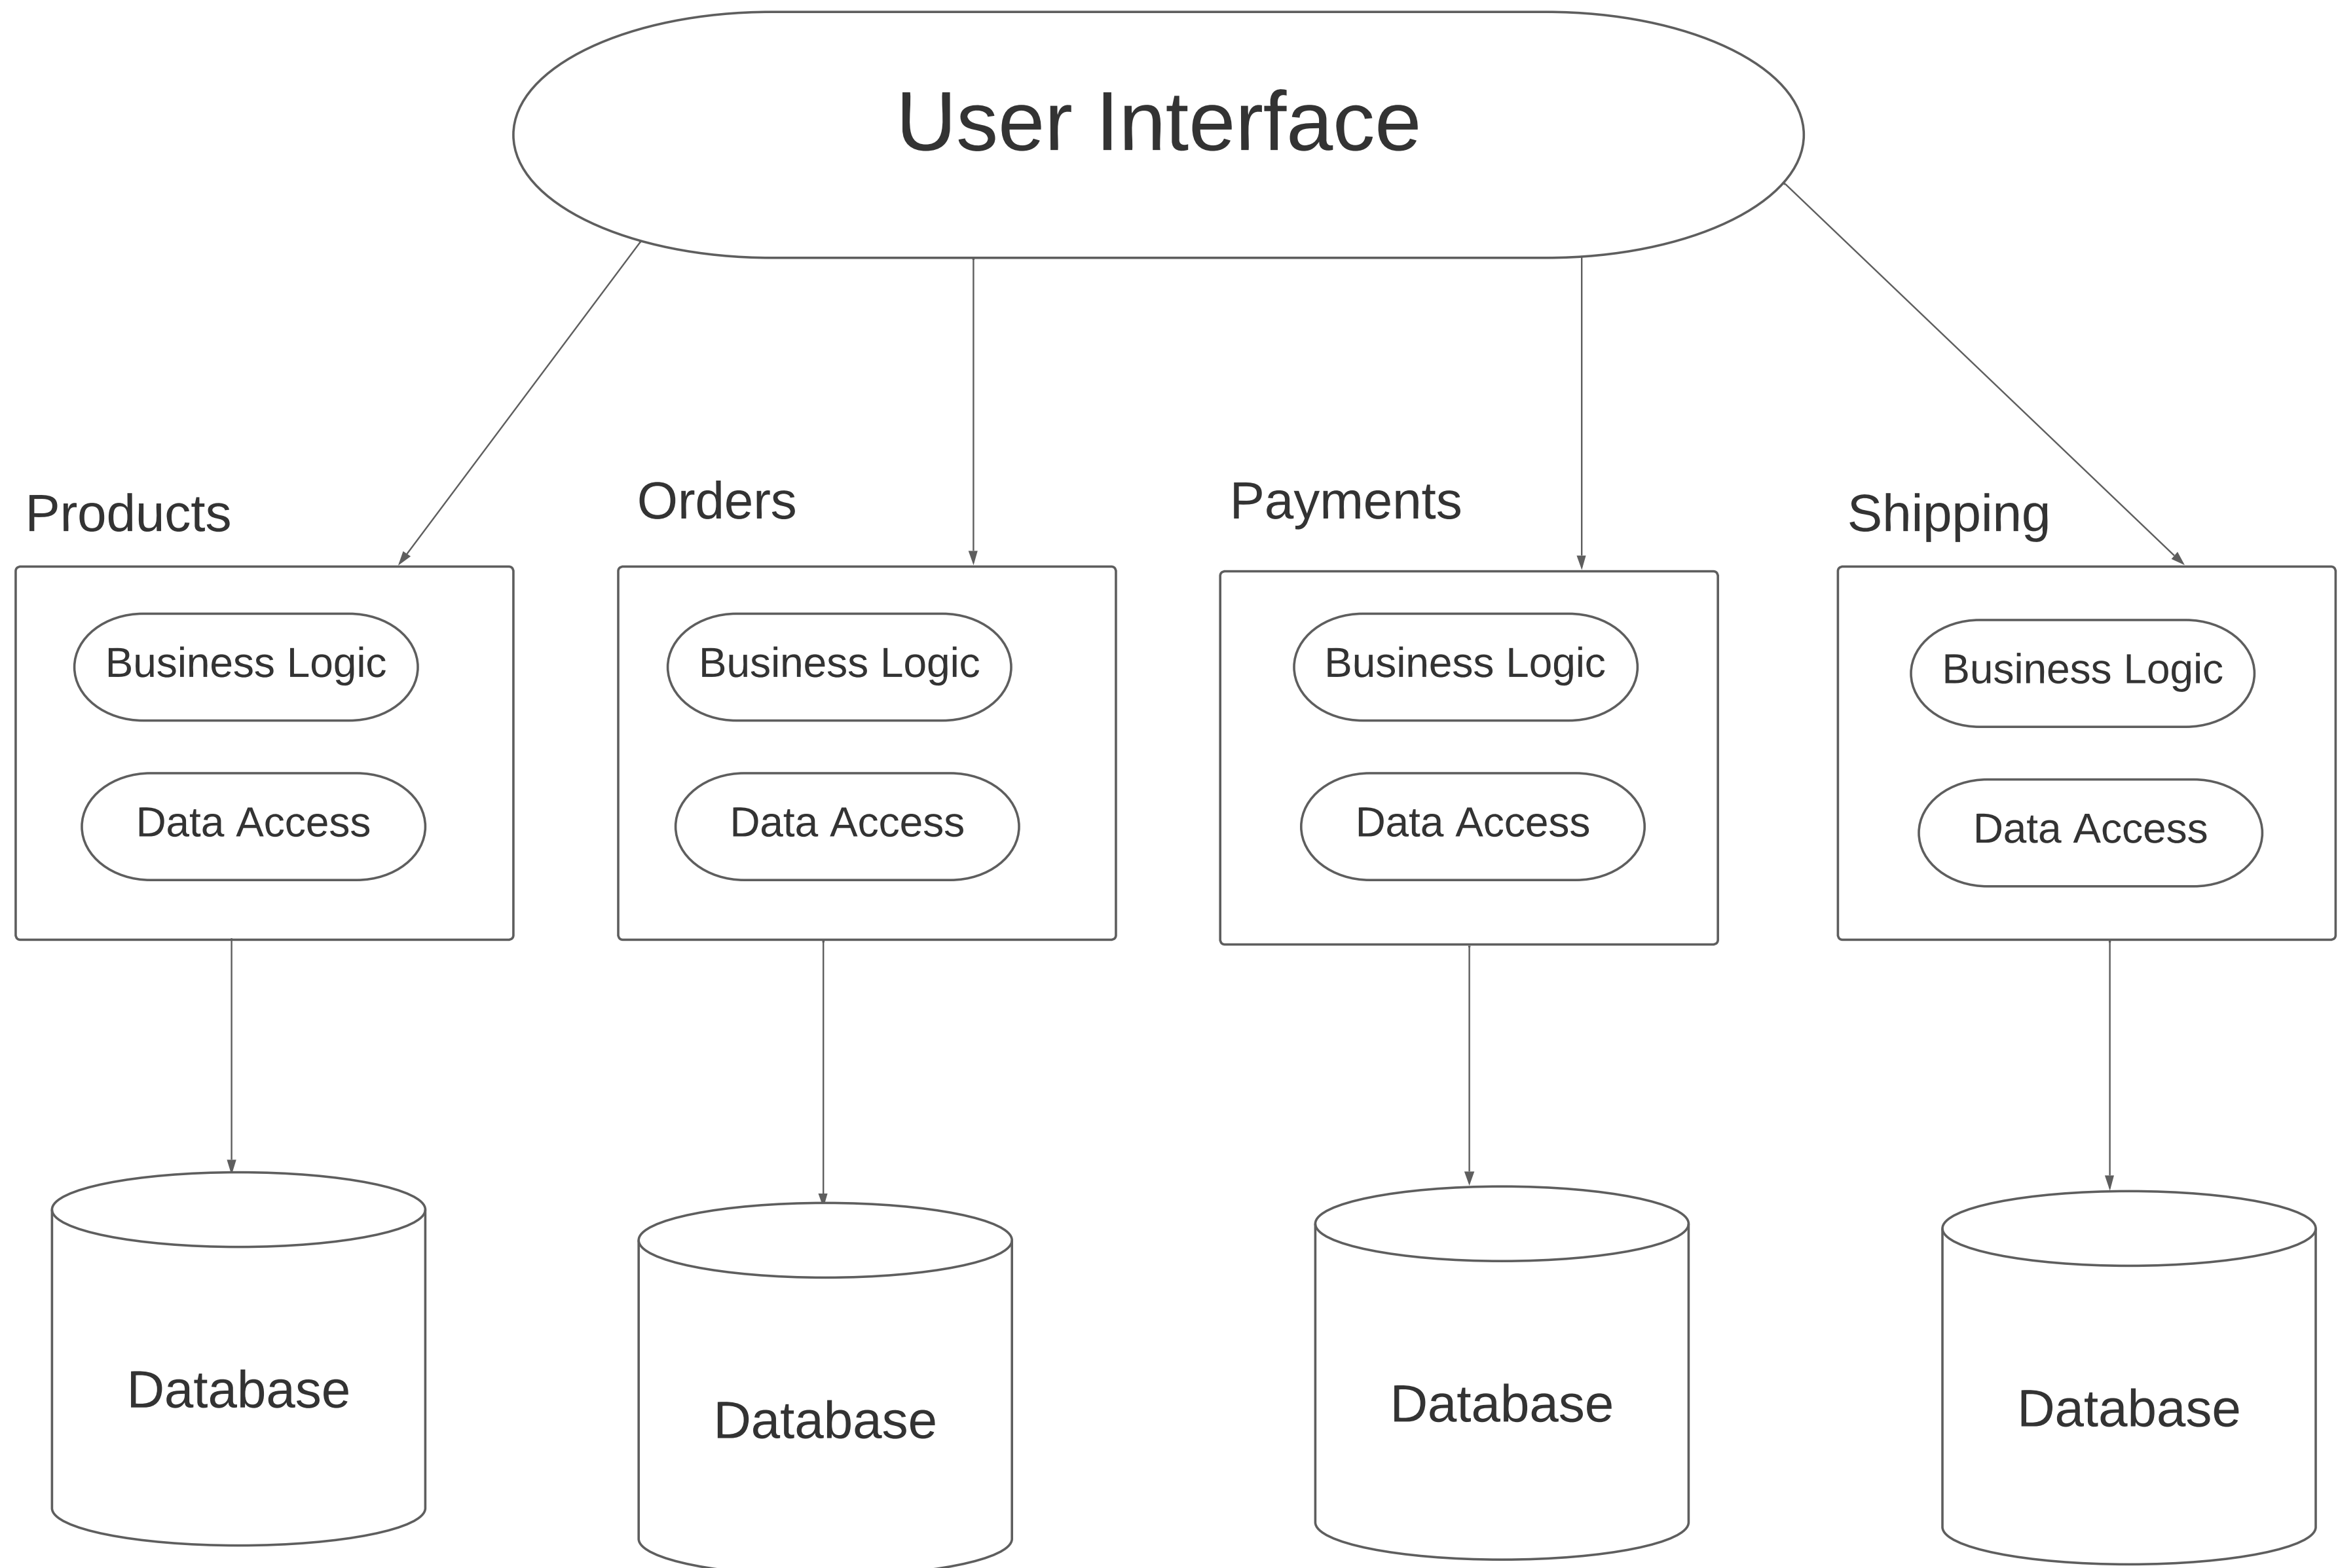 User Interface
Products
Orders
Payments
Shipping
Business Logic
Business Logic
Business Logic
Business Logic
Data Access
Data Access
Data Access
Data Access
Database
Database
Database
Database